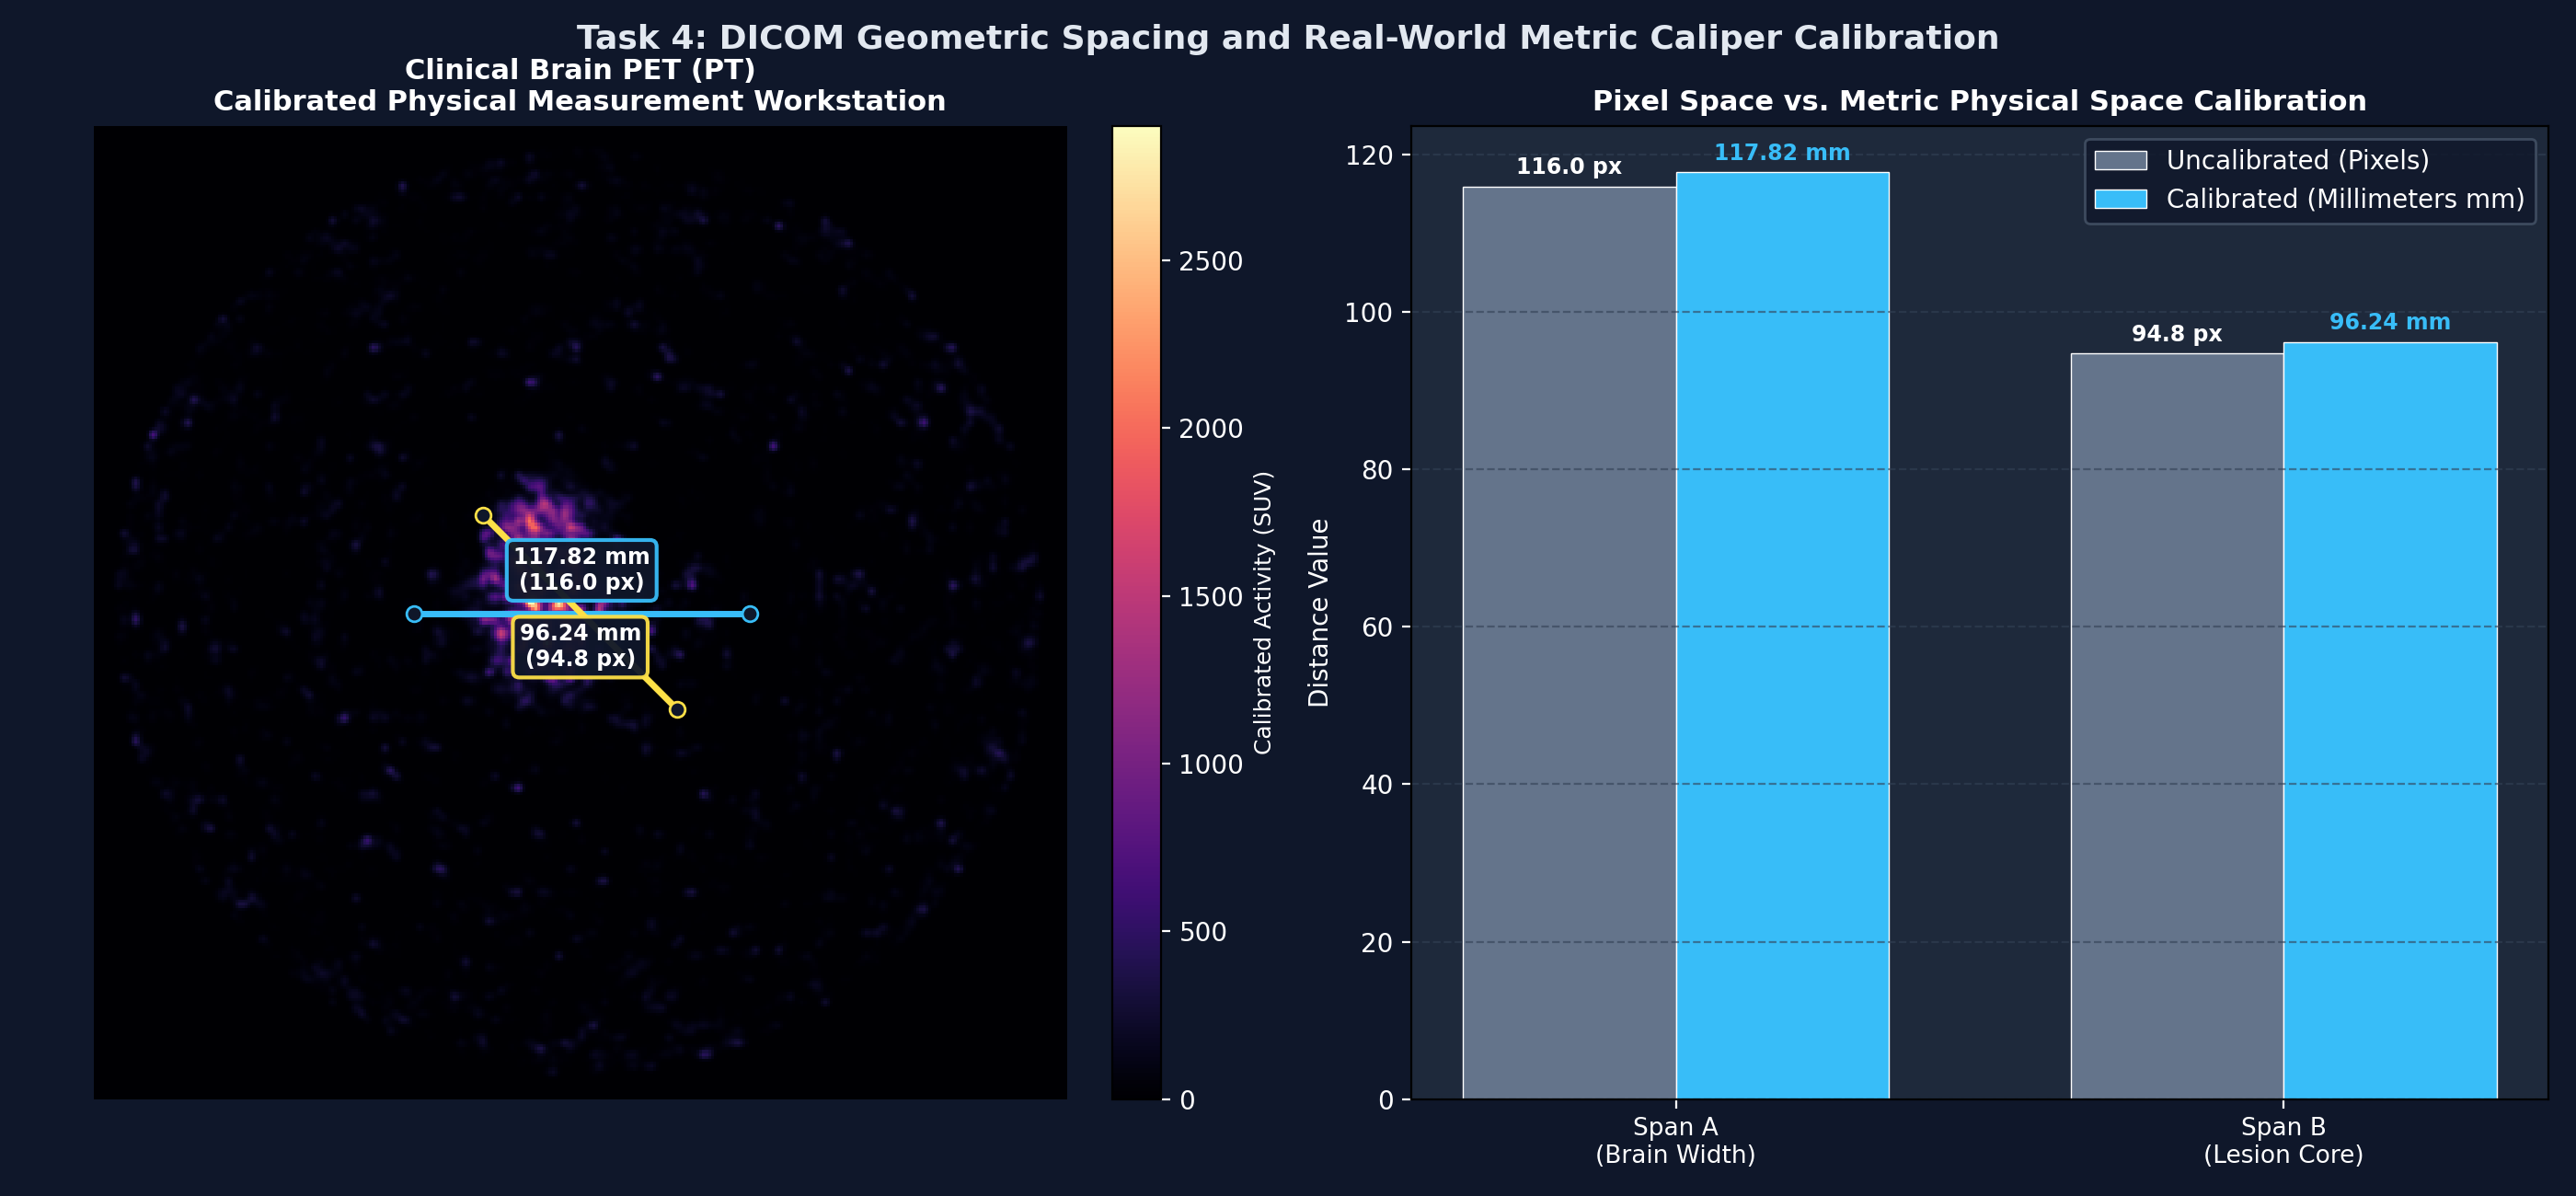 Task 4: DICOM Geometric Spacing and Real-World Metric Caliper Calibration
Clinical Brain PET (PT)
Calibrated Physical Measurement Workstation
117.82 mm
(116.0 px)
96.24 mm
(94.8 px)
2500
2000
1500
1000
500
0
Calibrated Activity (SUV)
Pixel Space vs. Metric Physical Space Calibration
Distance Value
120
100
80
60
40
20
0
116.0 px
117.82 mm
94.8 px
96.24 mm
Uncalibrated (Pixels)
Calibrated (Millimeters mm)
Span A
(Brain Width)
Span B
(Lesion Core)